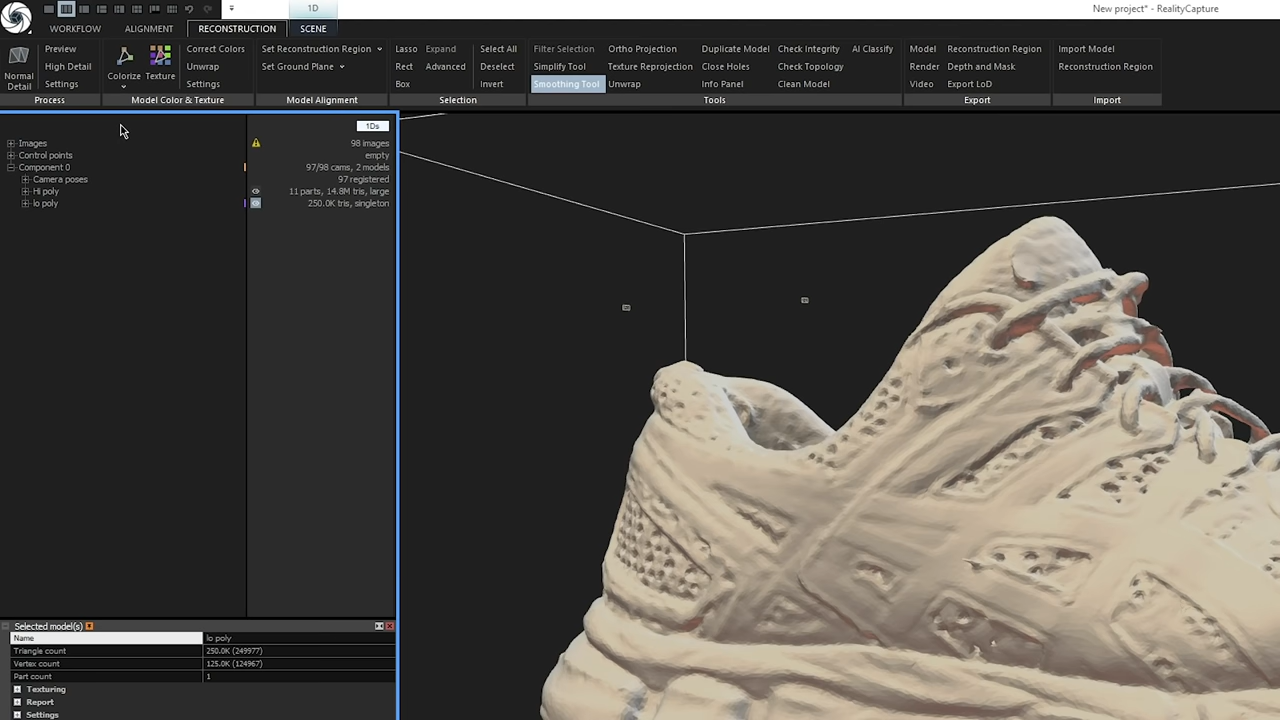 1D
New project* - RealityCapture
WORKFLOW ALIGNMENT RECONSTRUCTION SCENE
Preview Correct Colors Set Reconstruction Region Lasso Expand Select All Filter Selection Ortho Projection Duplicate Model Check Integrity AI Classify Model Reconstruction Region Import Model
High Detail Unwrap Set Ground Plane Rect Advanced Deselect Simplify Tool Texture Reprojection Close Holes Check Topology Render Depth and Mask Reconstruction Region
Normal Detail Settings Colorize Texture Settings Box Invert Smoothing Tool Unwrap Info Panel Clean Model Video Export LoD
Process Model Color & Texture Model Alignment Selection Tools Export Import
1Ds
Images 98 images
Control points empty
Component 0 97/98 cams, 2 models
Camera poses 97 registered
Hi poly 11 parts, 14.8M tris, large
lo poly 250.0K tris, singleton
Selected model(s)
Name lo poly
Triangle count 250.0K (249977)
Vertex count 125.0K (124967)
Part count 1
Texturing
Report
Settings